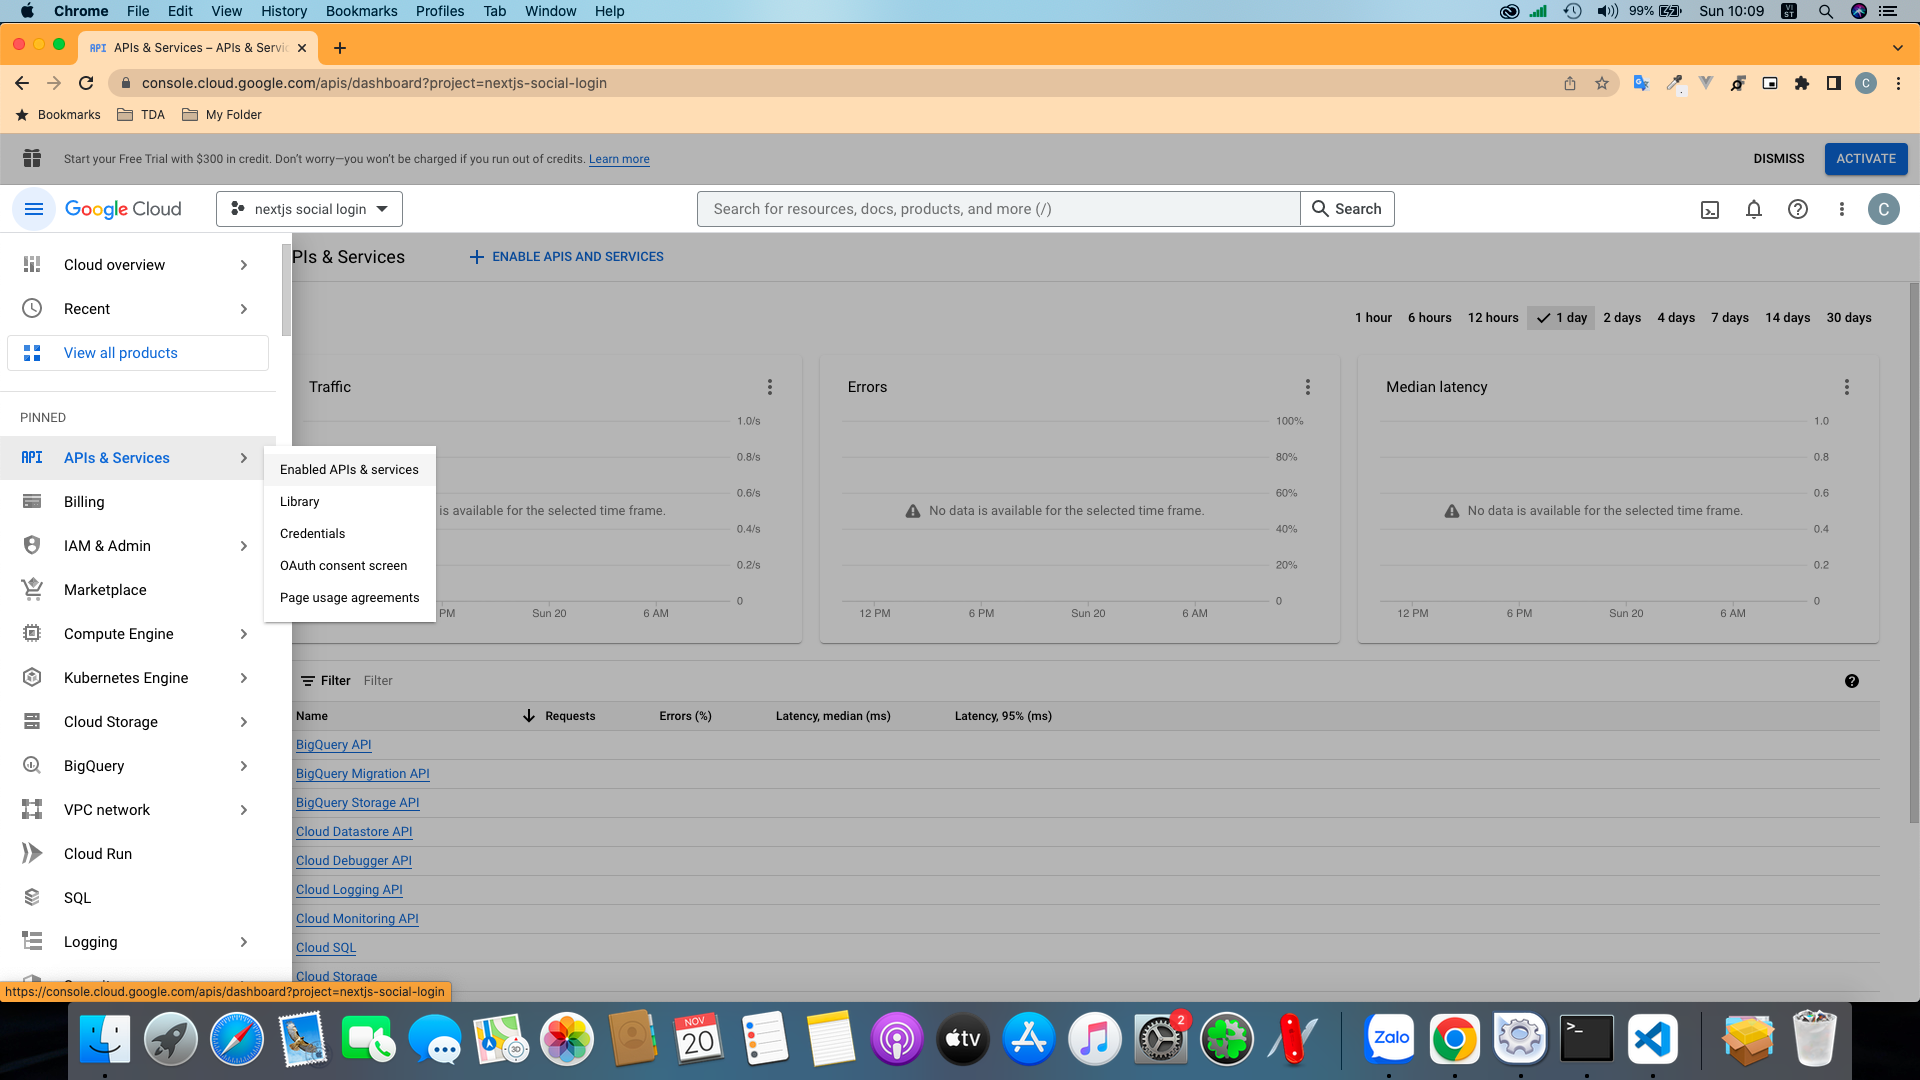 Chrome File Edit View History Bookmarks Profiles Tab Window Help
99% Sun 10:09 VI ST
API APIs & Services – APIs & Servic
console.cloud.google.com/apis/dashboard?project=nextjs-social-login
C
Bookmarks TDA My Folder
Start your Free Trial with $300 in credit. Don't worry—you won't be charged if you run out of credits. Learn more
DISMISS ACTIVATE
Google Cloud nextjs social login Search for resources, docs, products, and more (/) Search C
Cloud overview
Recent
View all products
PINNED
API APIs & Services
Billing
IAM & Admin
Marketplace
Compute Engine
Kubernetes Engine
Cloud Storage
BigQuery
VPC network
Cloud Run
SQL
Logging
https://console.cloud.google.com/apis/dashboard?project=nextjs-social-login
Enabled APIs & services
Library
Credentials
OAuth consent screen
Page usage agreements
PIs & Services ENABLE APIS AND SERVICES
1 hour 6 hours 12 hours 1 day 2 days 4 days 7 days 14 days 30 days
Traffic
1.0/s
0.8/s
0.6/s
is available for the selected time frame.
0.4/s
0.2/s
0
PM Sun 20 6 AM
Errors
100%
80%
60%
No data is available for the selected time frame.
40%
20%
0
12 PM 6 PM Sun 20 6 AM
Median latency
1.0
0.8
0.6
No data is available for the selected time frame.
0.4
0.2
0
12 PM 6 PM Sun 20 6 AM
Filter Filter
Name Requests Errors (%) Latency, median (ms) Latency, 95% (ms)
BigQuery API
BigQuery Migration API
BigQuery Storage API
Cloud Datastore API
Cloud Debugger API
Cloud Logging API
Cloud Monitoring API
Cloud SQL
Cloud Storage
NOV
20
tv
2
Zalo